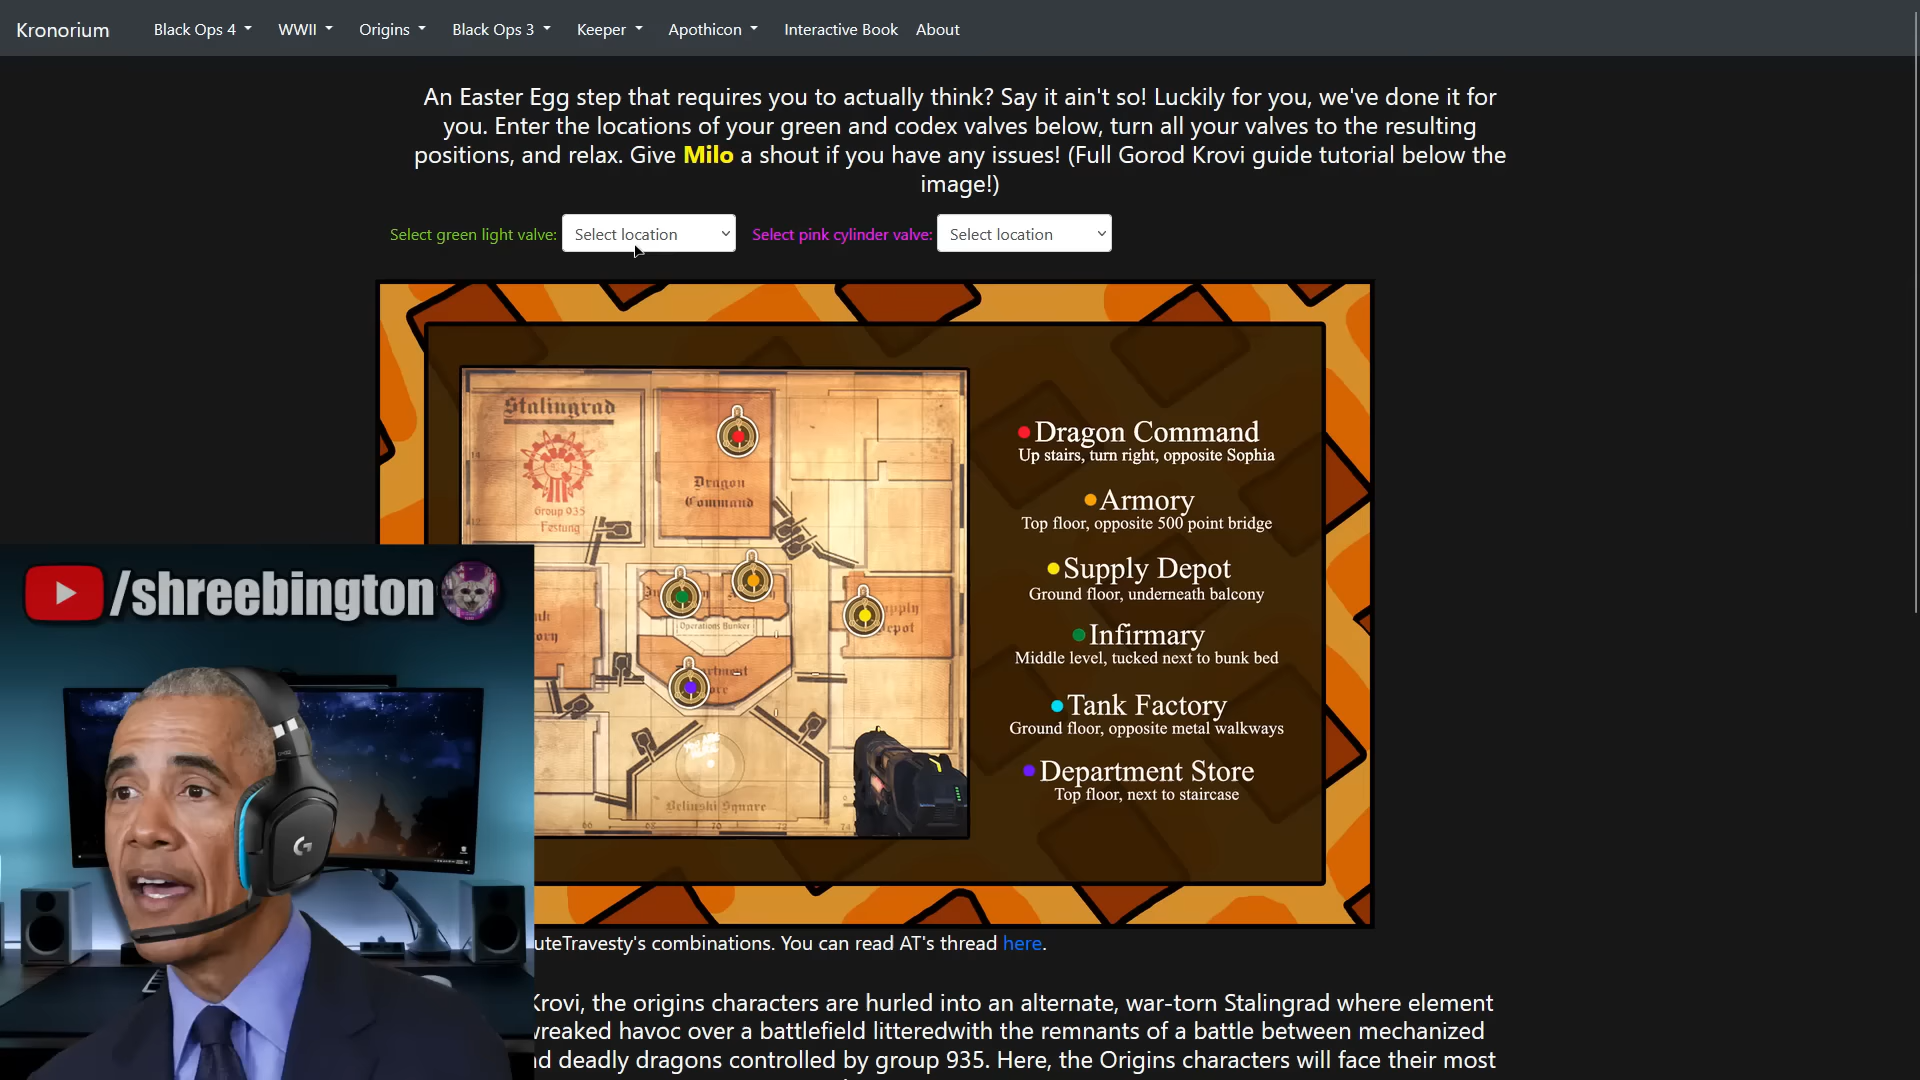 Kronorium
Black Ops 4
WWII
Origins
Black Ops 3
Keeper
Apothicon
Interactive Book
About
An Easter Egg step that requires you to actually think? Say it ain't so! Luckily for you, we've done it for
you. Enter the locations of your green and codex valves below, turn all your valves to the resulting
positions, and relax. Give Milo a shout if you have any issues! (Full Gorod Krovi guide tutorial below the
image!)
Select green light valve: Select location
Select pink cylinder valve: Select location
Stalingrad
Group 935
Festung
Dragon
Command
Operations Bunker
Belinski Square
Dragon Command
Up stairs, turn right, opposite Sophia
Armory
Top floor, opposite 500 point bridge
Supply Depot
Ground floor, underneath balcony
Infirmary
Middle level, tucked next to bunk bed
Tank Factory
Ground floor, opposite metal walkways
Department Store
Top floor, next to staircase
/shreebington
uteTravesty's combinations. You can read AT's thread here.
Krovi, the origins characters are hurled into an alternate, war-torn Stalingrad where element
wreaked havoc over a battlefield litteredwith the remnants of a battle between mechanized
d deadly dragons controlled by group 935. Here, the Origins characters will face their most